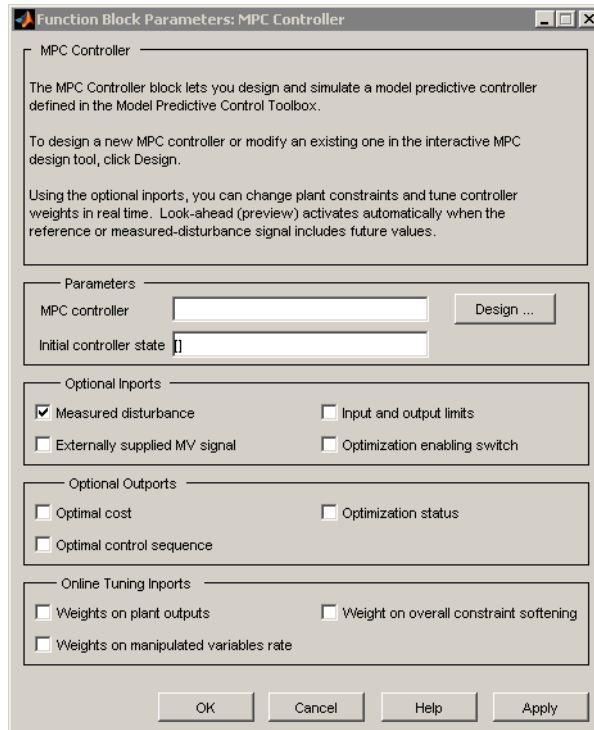 Function Block Parameters: MPC Controller
MPC Controller
The MPC Controller block lets you design and simulate a model predictive controller
defined in the Model Predictive Control Toolbox.
To design a new MPC controller or modify an existing one in the interactive MPC
design tool, click Design.
Using the optional inports, you can change plant constraints and tune controller
weights in real time. Look-ahead (preview) activates automatically when the
reference or measured-disturbance signal includes future values.
Parameters
MPC controller
Design ...
Initial controller state []
Optional Inports
Measured disturbance
Input and output limits
Externally supplied MV signal
Optimization enabling switch
Optional Outports
Optimal cost
Optimization status
Optimal control sequence
Online Tuning Inports
Weights on plant outputs
Weight on overall constraint softening
Weights on manipulated variables rate
OK
Cancel
Help
Apply